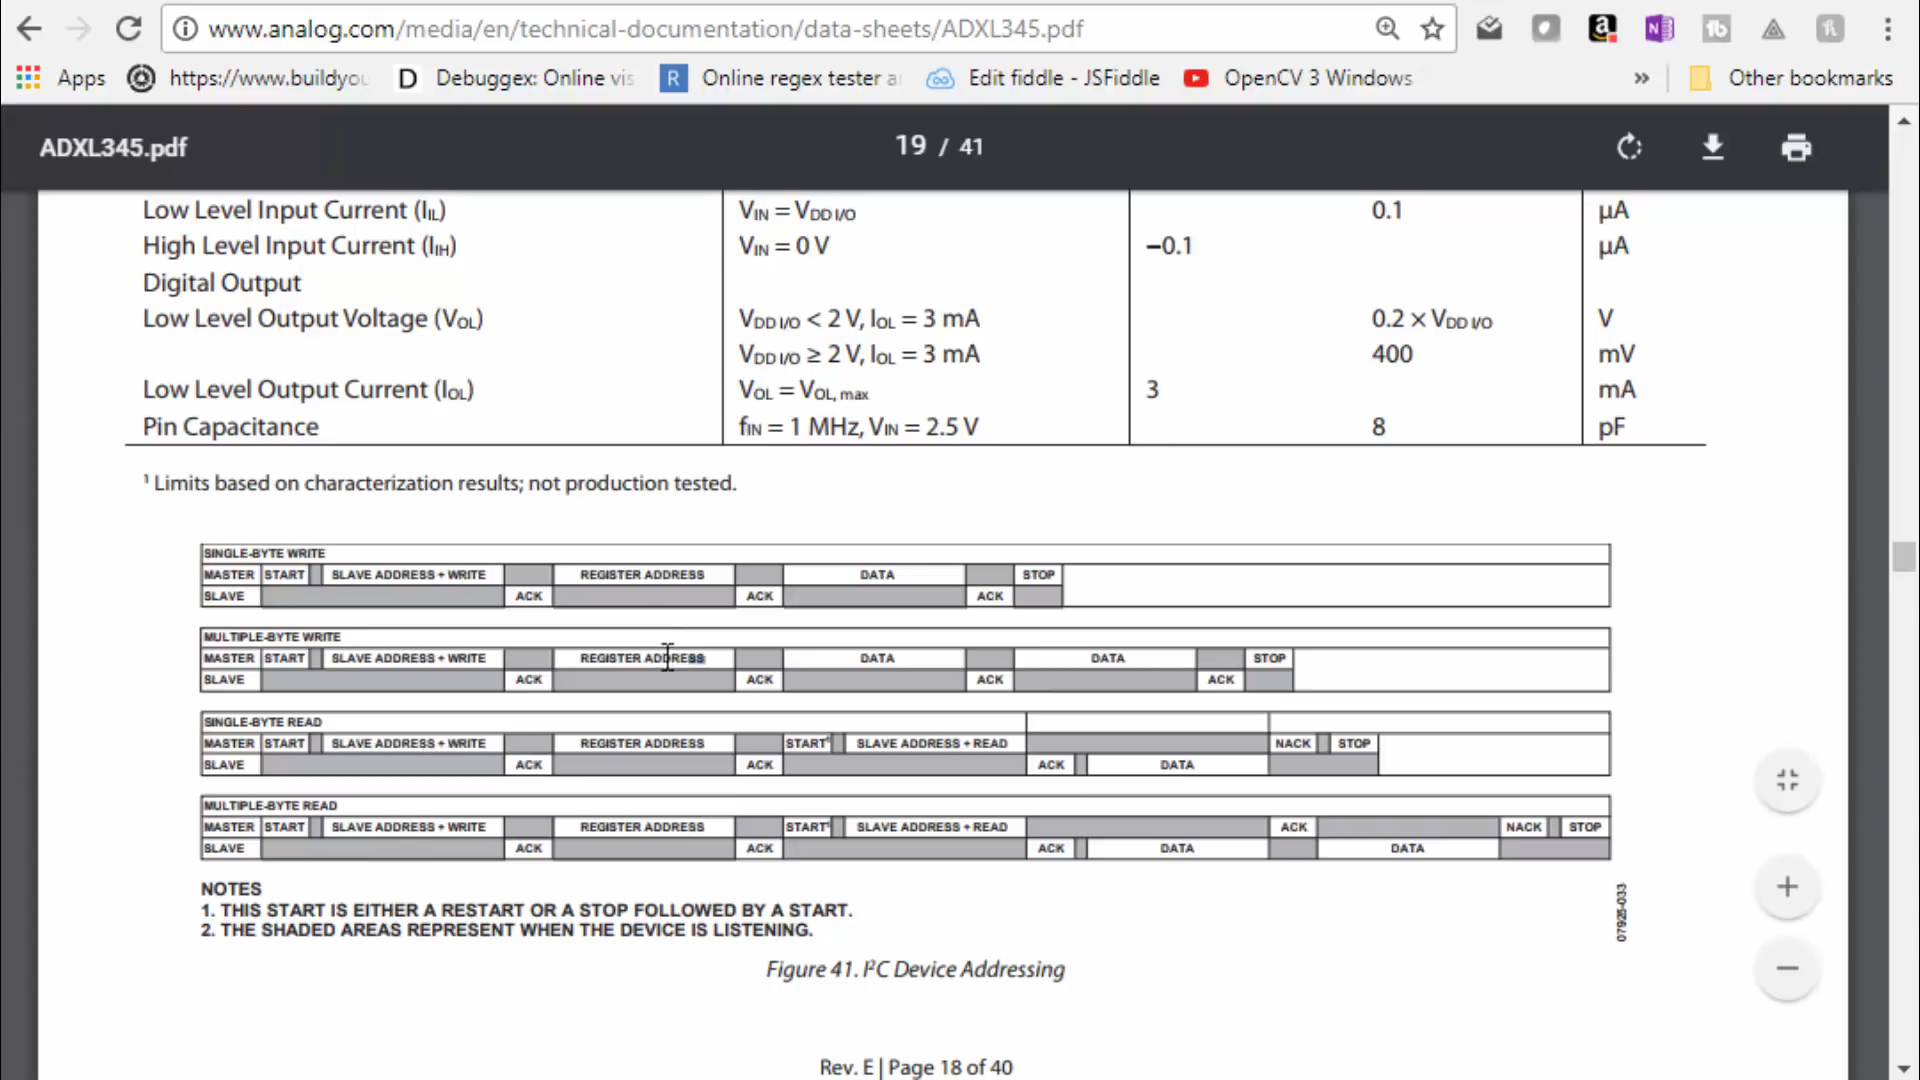 www.analog.com/media/en/technical-documentation/data-sheets/ADXL345.pdf
Apps https://www.buildyou D Debuggex: Online vis R Online regex tester a Edit fiddle - JSFiddle OpenCV 3 Windows » Other bookmarks
ADXL345.pdf 19 / 41
Low Level Input Current (IIL) VIN = VDD I/O 0.1 μA
High Level Input Current (IIH) VIN = 0 V −0.1 μA
Digital Output
Low Level Output Voltage (VOL) VDD I/O < 2 V, IOL = 3 mA 0.2 × VDD I/O V
VDD I/O ≥ 2 V, IOL = 3 mA 400 mV
Low Level Output Current (IOL) VOL = VOL, max 3 mA
Pin Capacitance fIN = 1 MHz, VIN = 2.5 V 8 pF
¹ Limits based on characterization results; not production tested.
SINGLE-BYTE WRITE
MASTER START SLAVE ADDRESS + WRITE REGISTER ADDRESS DATA STOP
SLAVE ACK ACK ACK
MULTIPLE-BYTE WRITE
MASTER START SLAVE ADDRESS + WRITE REGISTER ADDRESS DATA DATA STOP
SLAVE ACK ACK ACK ACK
SINGLE-BYTE READ
MASTER START SLAVE ADDRESS + WRITE REGISTER ADDRESS START¹ SLAVE ADDRESS + READ NACK STOP
SLAVE ACK ACK ACK DATA
MULTIPLE-BYTE READ
MASTER START SLAVE ADDRESS + WRITE REGISTER ADDRESS START¹ SLAVE ADDRESS + READ ACK NACK STOP
SLAVE ACK ACK ACK DATA DATA
NOTES
1. THIS START IS EITHER A RESTART OR A STOP FOLLOWED BY A START.
2. THE SHADED AREAS REPRESENT WHEN THE DEVICE IS LISTENING.
07925-033
Figure 41. I²C Device Addressing
Rev. E | Page 18 of 40